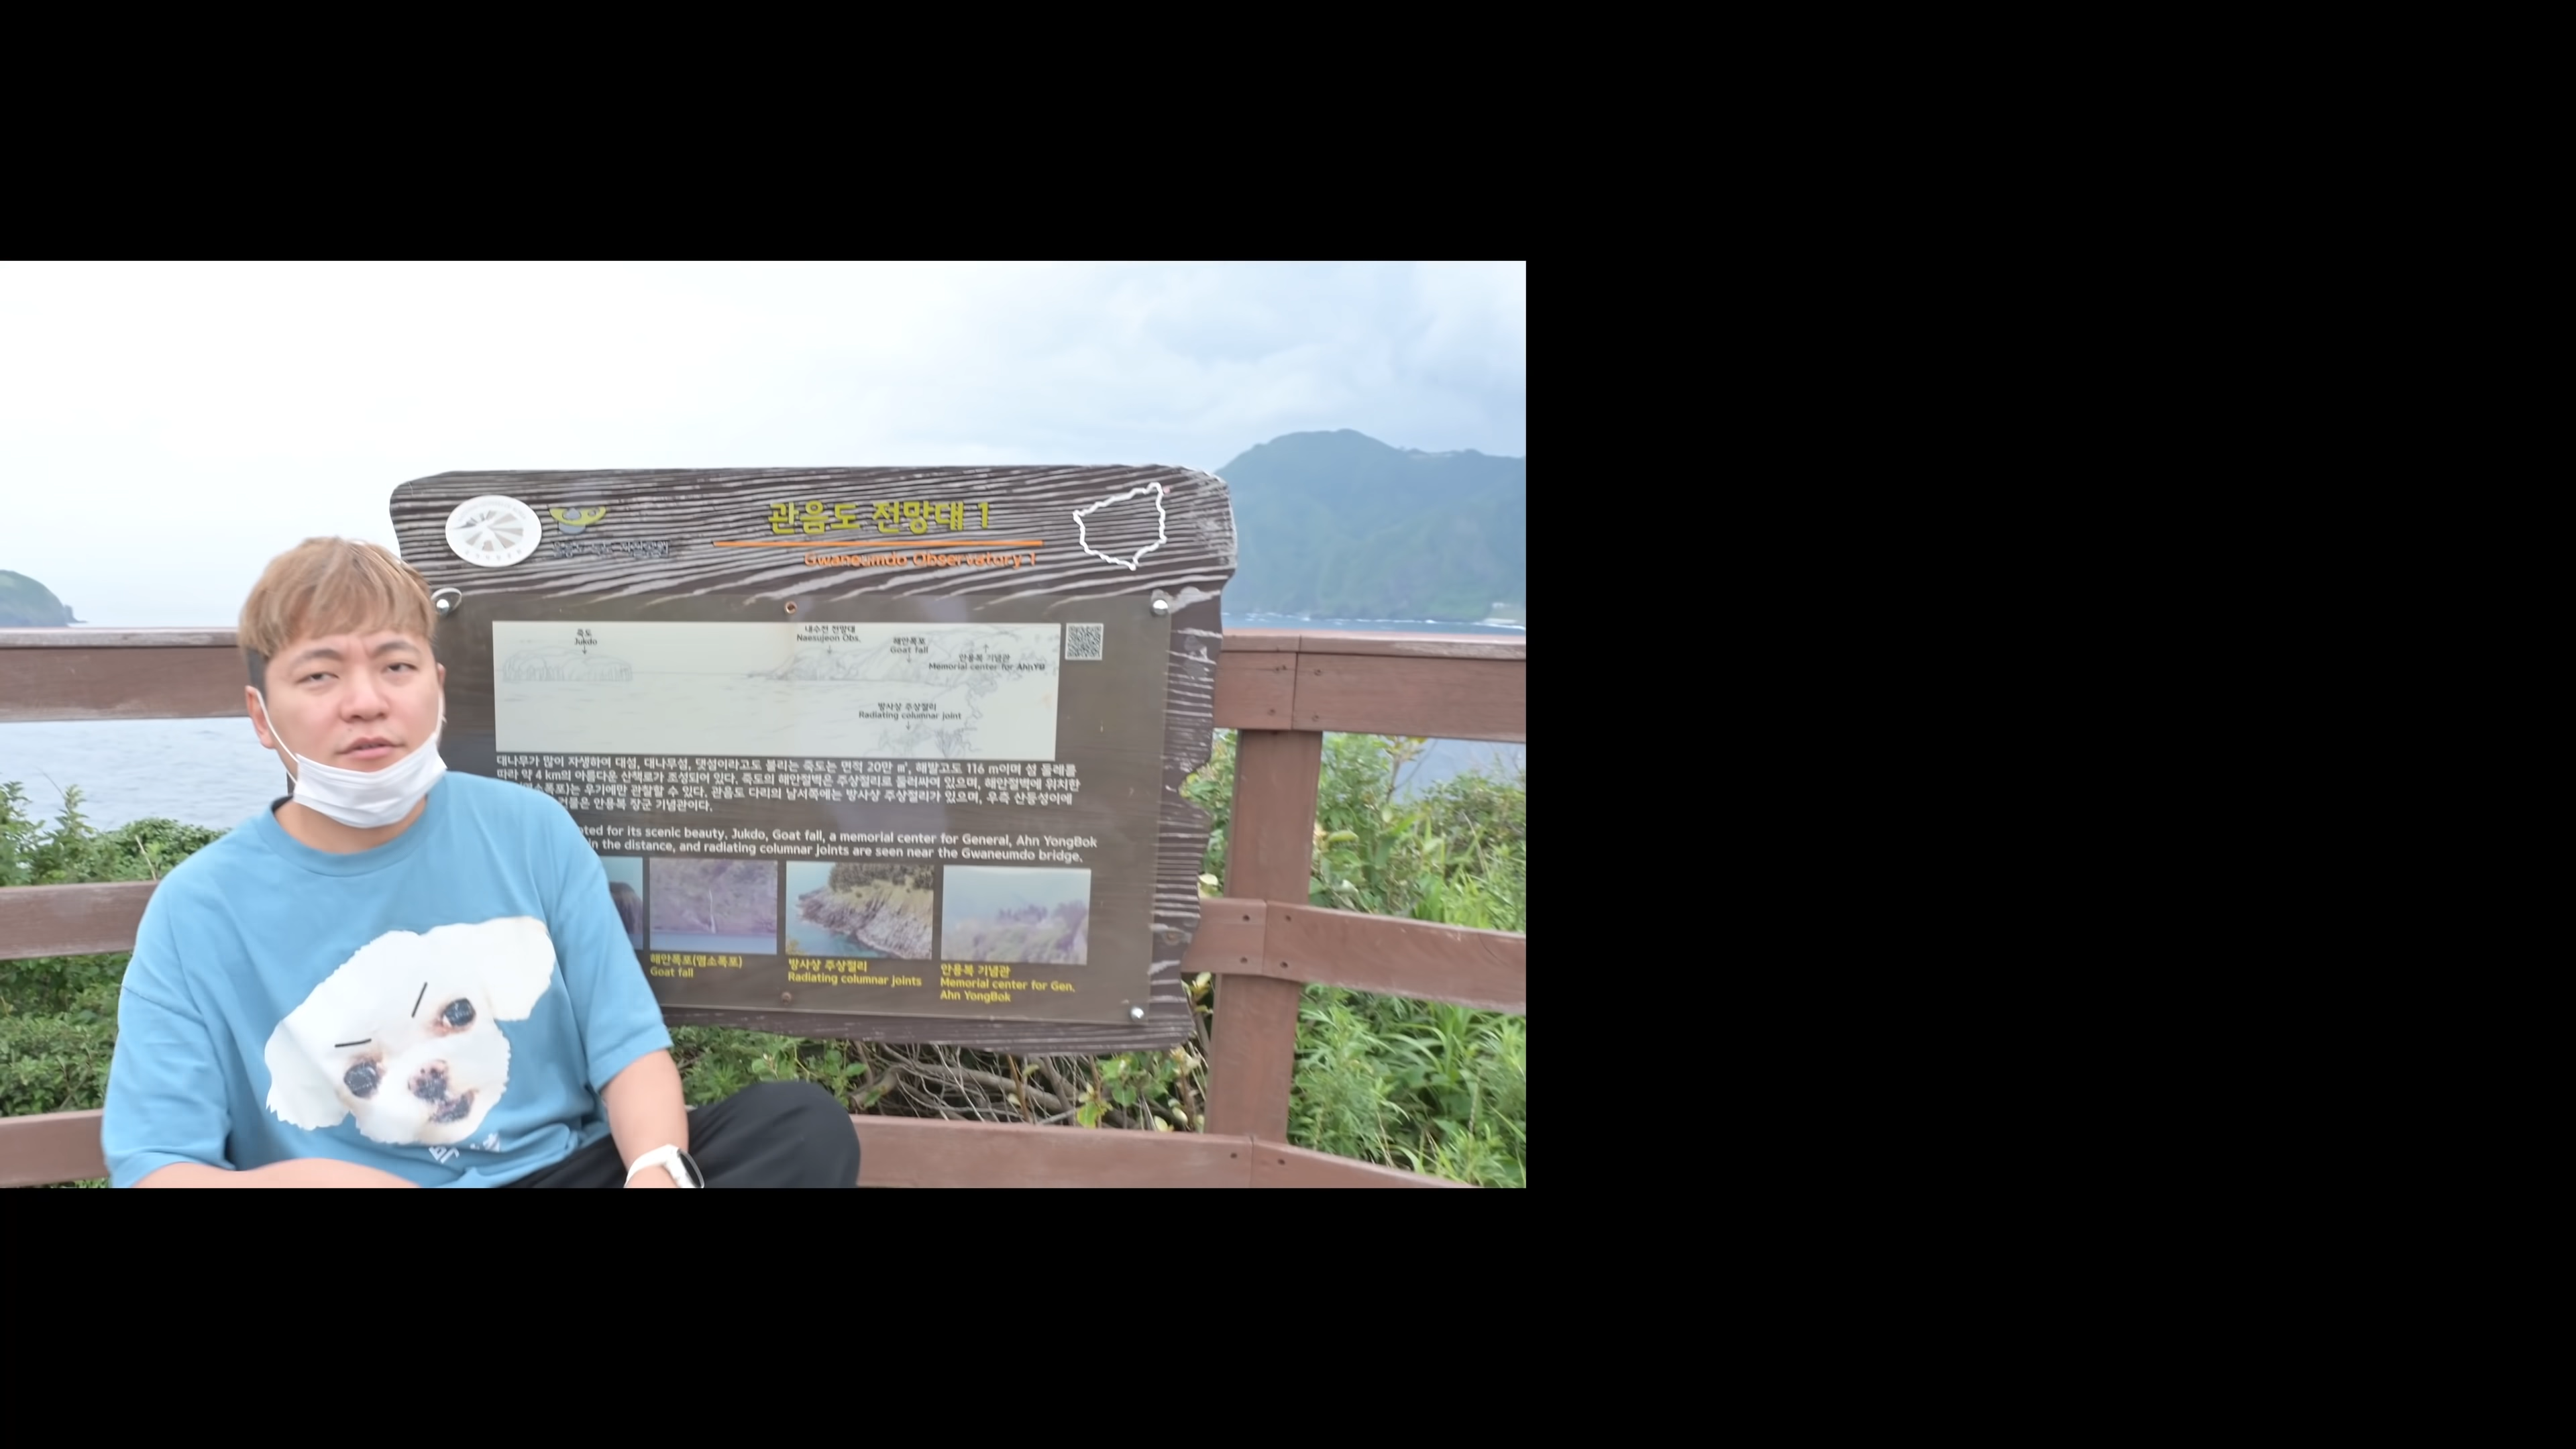 관음도 전망대 1
Gwaneumdo Observatory 1
죽도
Jukdo
내수전 전망대
Naesujeon Obs.
해안폭포
Goat fall
안용복 기념관
Memorial center for AhnYB
방사상 주상절리
Radiating columnar joint
대나무가 많이 자생하여 대섬, 대나무섬, 댓섬이라고도 불리는 죽도는 면적 20만 ㎡, 해발고도 116 m이며 섬 둘레를
따라 약 4 km의 아름다운 산책로가 조성되어 있다. 죽도의 해안절벽은 주상절리로 둘러싸여 있으며, 해안절벽에 위치한
는 우기에만 관찰할 수 있다. 관음도 다리의 남서쪽에는 방사상 주상절리가 있으며, 우측 산등성이에
건물은 안용복 장군 기념관이다.
for its scenic beauty. Jukdo, Goat fall, a memorial center for General, Ahn YongBok
in the distance, and radiating columnar joints are seen near the Gwaneumdo bridge.
해안폭포(염소폭포)
Goat fall
방사상 주상절리
Radiating columnar joints
안용복 기념관
Memorial center for Gen.
Ahn YongBok